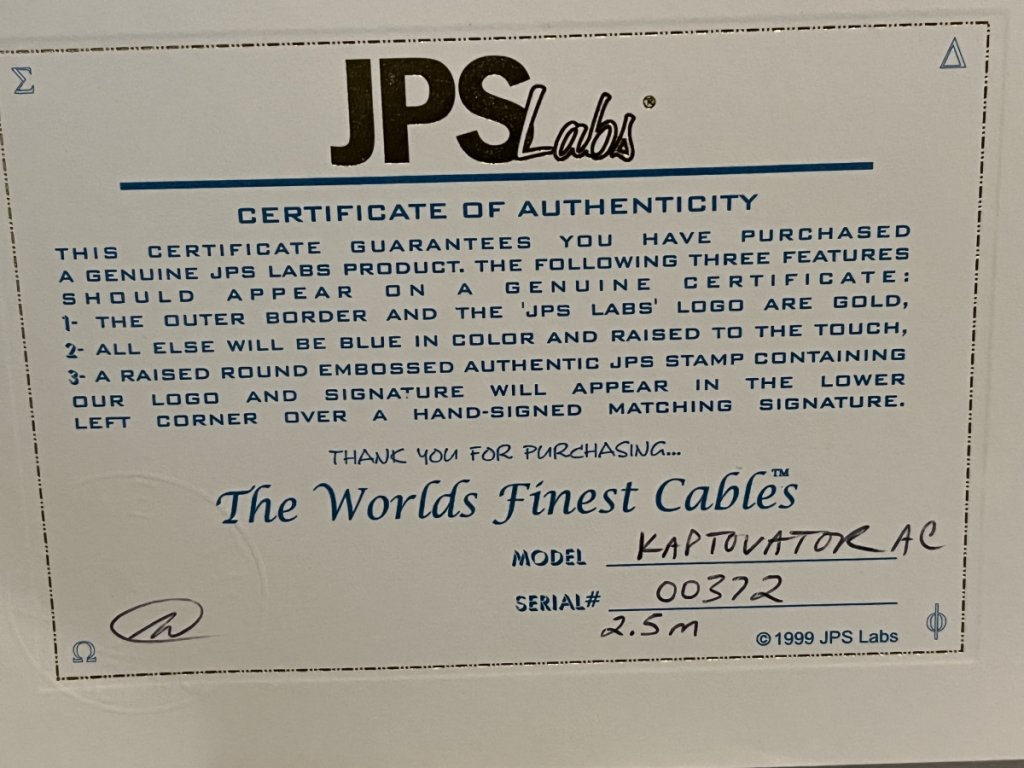 Σ Δ
JPS Labs®
CERTIFICATE OF AUTHENTICITY
THIS CERTIFICATE GUARANTEES YOU HAVE PURCHASED
A GENUINE JPS LABS PRODUCT. THE FOLLOWING THREE FEATURES
SHOULD APPEAR ON A GENUINE CERTIFICATE:
1- THE OUTER BORDER AND THE 'JPS LABS' LOGO ARE GOLD,
2- ALL ELSE WILL BE BLUE IN COLOR AND RAISED TO THE TOUCH,
3- A RAISED ROUND EMBOSSED AUTHENTIC JPS STAMP CONTAINING
OUR LOGO AND SIGNATURE WILL APPEAR IN THE LOWER
LEFT CORNER OVER A HAND-SIGNED MATCHING SIGNATURE.
THANK YOU FOR PURCHASING...
The Worlds Finest Cables™
MODEL KAPTOVATOR AC
SERIAL# 00372
2.5m
©1999 JPS Labs
Ω Φ